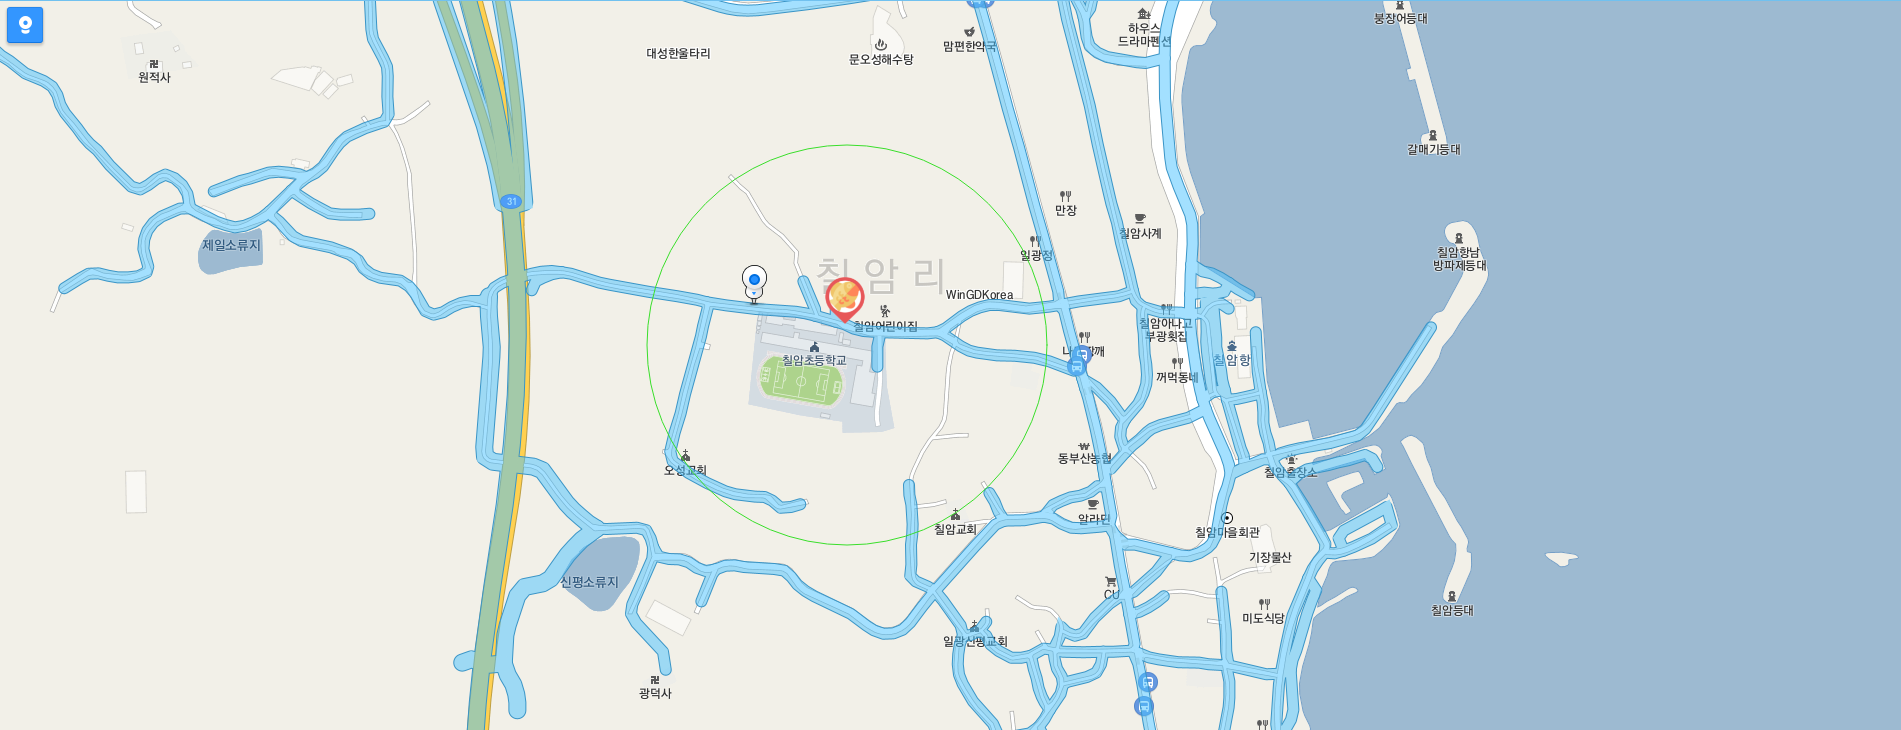 붕장어등대
하우스
드라마펜션
맘편한약국
대성한울타리
문오성해수탕
원적사
갈매기등대
31
만장
칠암사계
제일소류지
일광정
칠암항남
방파제등대
칠암리
WinGDKorea
칠암어린이집
칠암아나고
부광횟집
칠암초등학교
칠암항
꺼먹동네
오성교회
동부산농협
칠암출장소
알라딘
칠암교회
칠암마을회관
기장물산
신평소류지
CU
칠암등대
미도식당
일광신평교회
광덕사